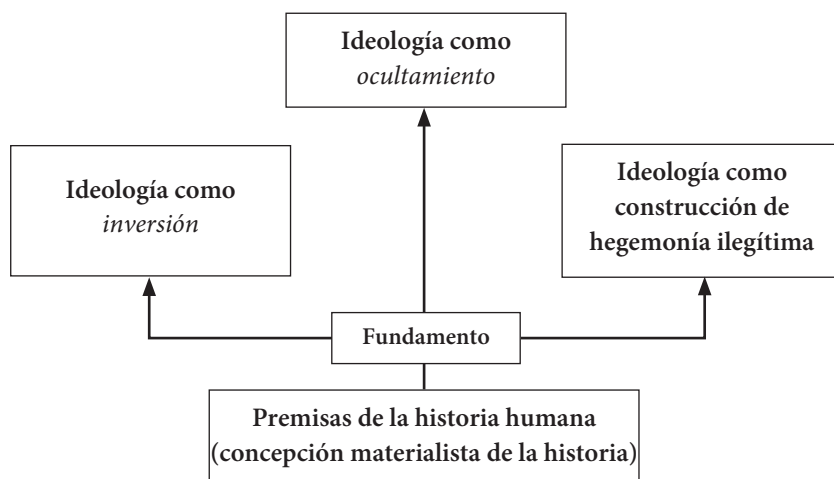 Ideología como
ocultamiento
Ideología como
inversión
Ideología como
construcción de
hegemonía ilegítima
Fundamento
Premisas de la historia humana
(concepción materialista de la historia)